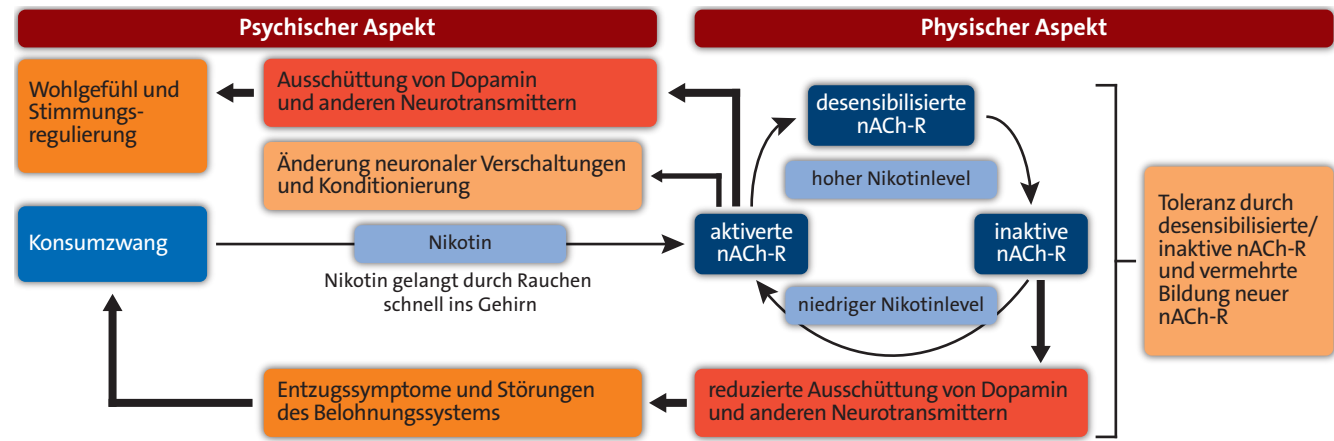 Psychischer Aspekt
Physischer Aspekt
Wohlgefühl und
Stimmungs-
regulierung
Ausschüttung von Dopamin
und anderen Neurotransmittern
desensibilisierte
nACh-R
Änderung neuronaler Verschaltungen
und Konditionierung
hoher Nikotinlevel
Konsumzwang
Nikotin
Nikotin gelangt durch Rauchen
schnell ins Gehirn
aktivierte
nACh-R
inaktive
nACh-R
niedriger Nikotinlevel
Toleranz durch
desensibilisierte/
inaktive nACh-R
und vermehrte
Bildung neuer
nACh-R
Entzugssymptome und Störungen
des Belohnungssystems
reduzierte Ausschüttung von Dopamin
und anderen Neurotransmittern